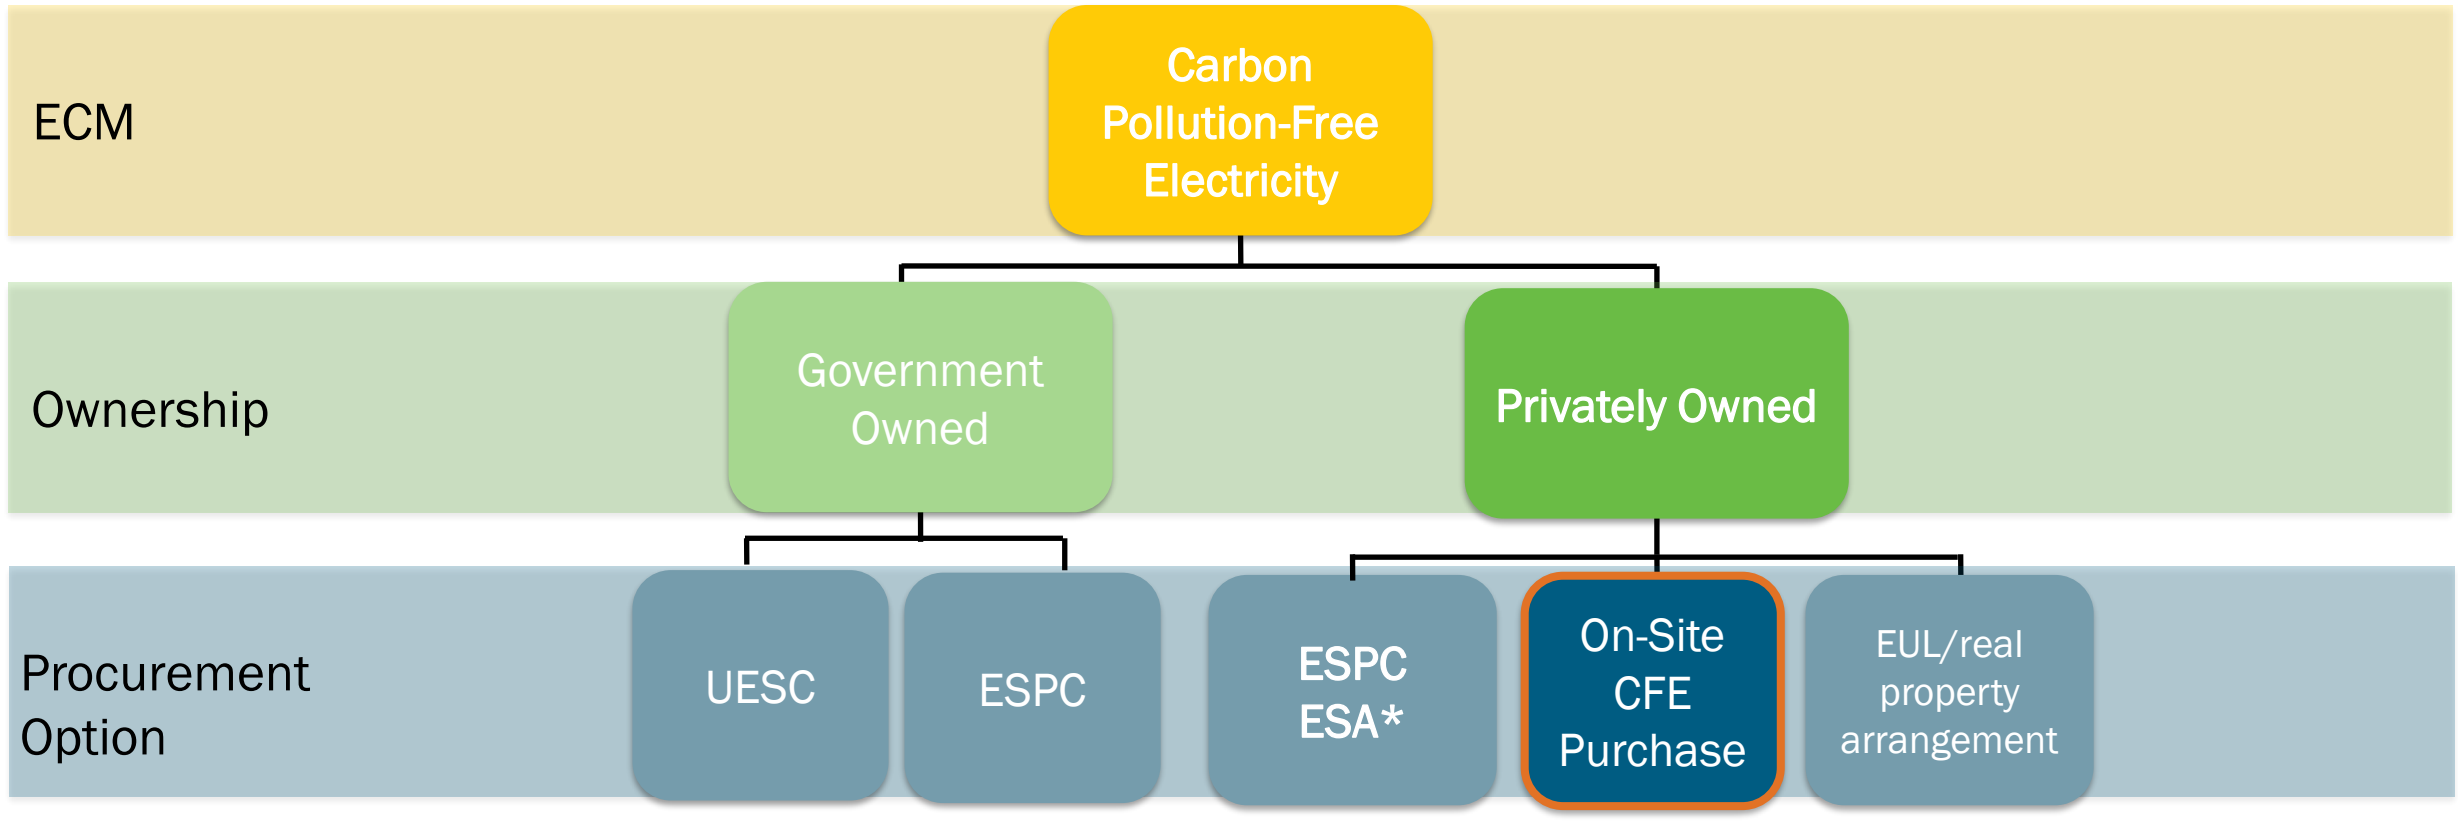 ECM
Carbon
Pollution-Free
Electricity
Ownership
Government
Owned
Privately Owned
Procurement
Option
UESC
ESPC
ESPC
ESA*
On-Site
CFE
Purchase
EUL/real
property
arrangement